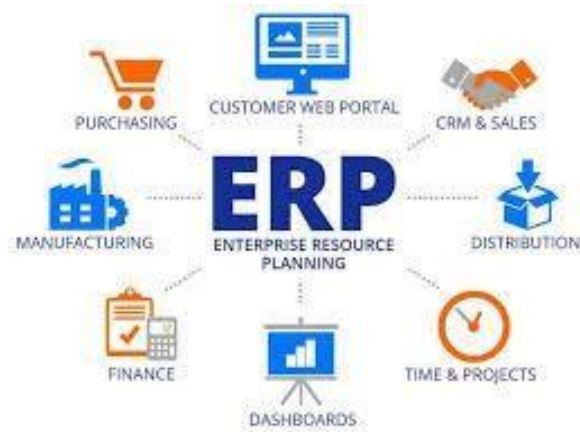 CUSTOMER WEB PORTAL
PURCHASING
CRM & SALES
ERP
ENTERPRISE RESOURCE
PLANNING
MANUFACTURING
DISTRIBUTION
FINANCE
TIME & PROJECTS
DASHBOARDS